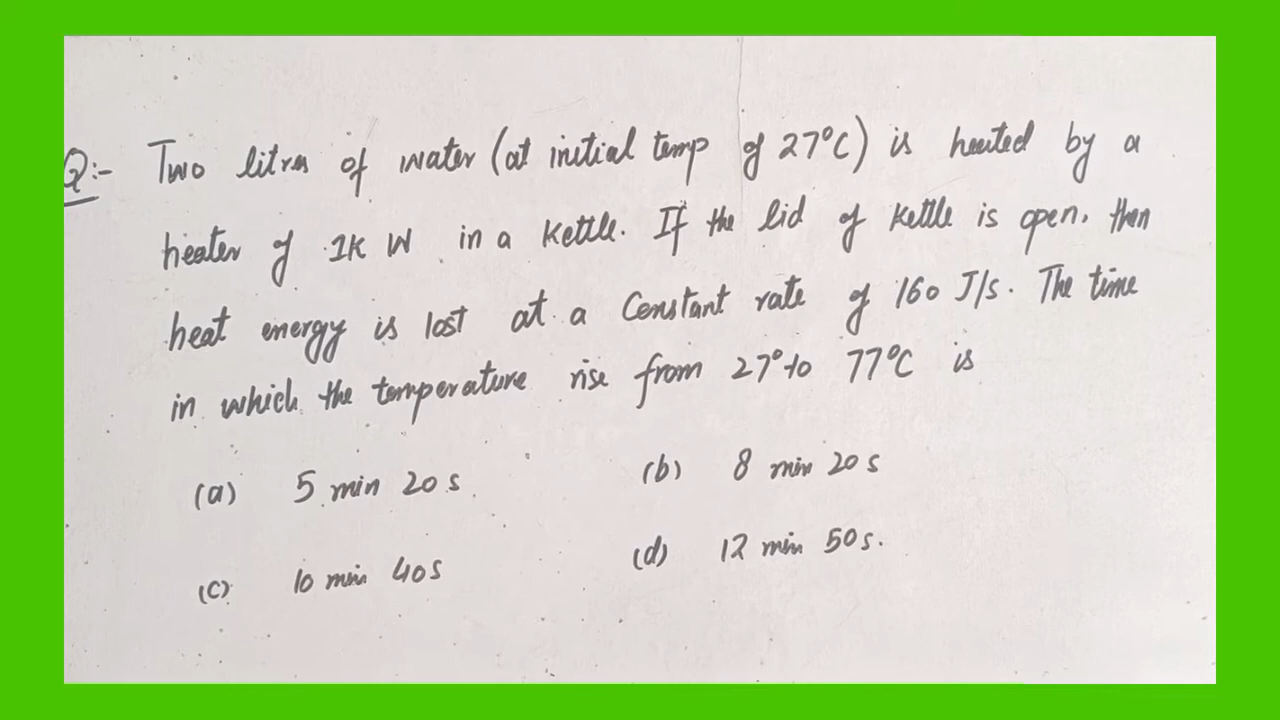 Q:- Two litres of water (at initial temp of 27°C) is heated by a
heater of 1K W in a kettle. If the lid of kettle is open, then
heat energy is lost at a constant rate of 160 J/s. The time
in which the temperature rise from 27° to 77°C is
(a) 5 min 20 s. (b) 8 min 20 s
(c) 10 min 40 s (d) 12 min 50 s.